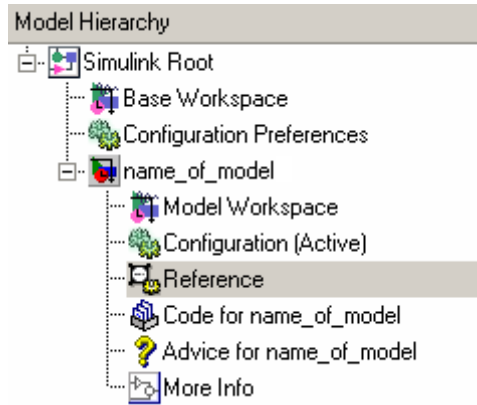 Model Hierarchy
Simulink Root
Base Workspace
Configuration Preferences
name_of_model
Model Workspace
Configuration (Active)
Reference
Code for name_of_model
Advice for name_of_model
More Info